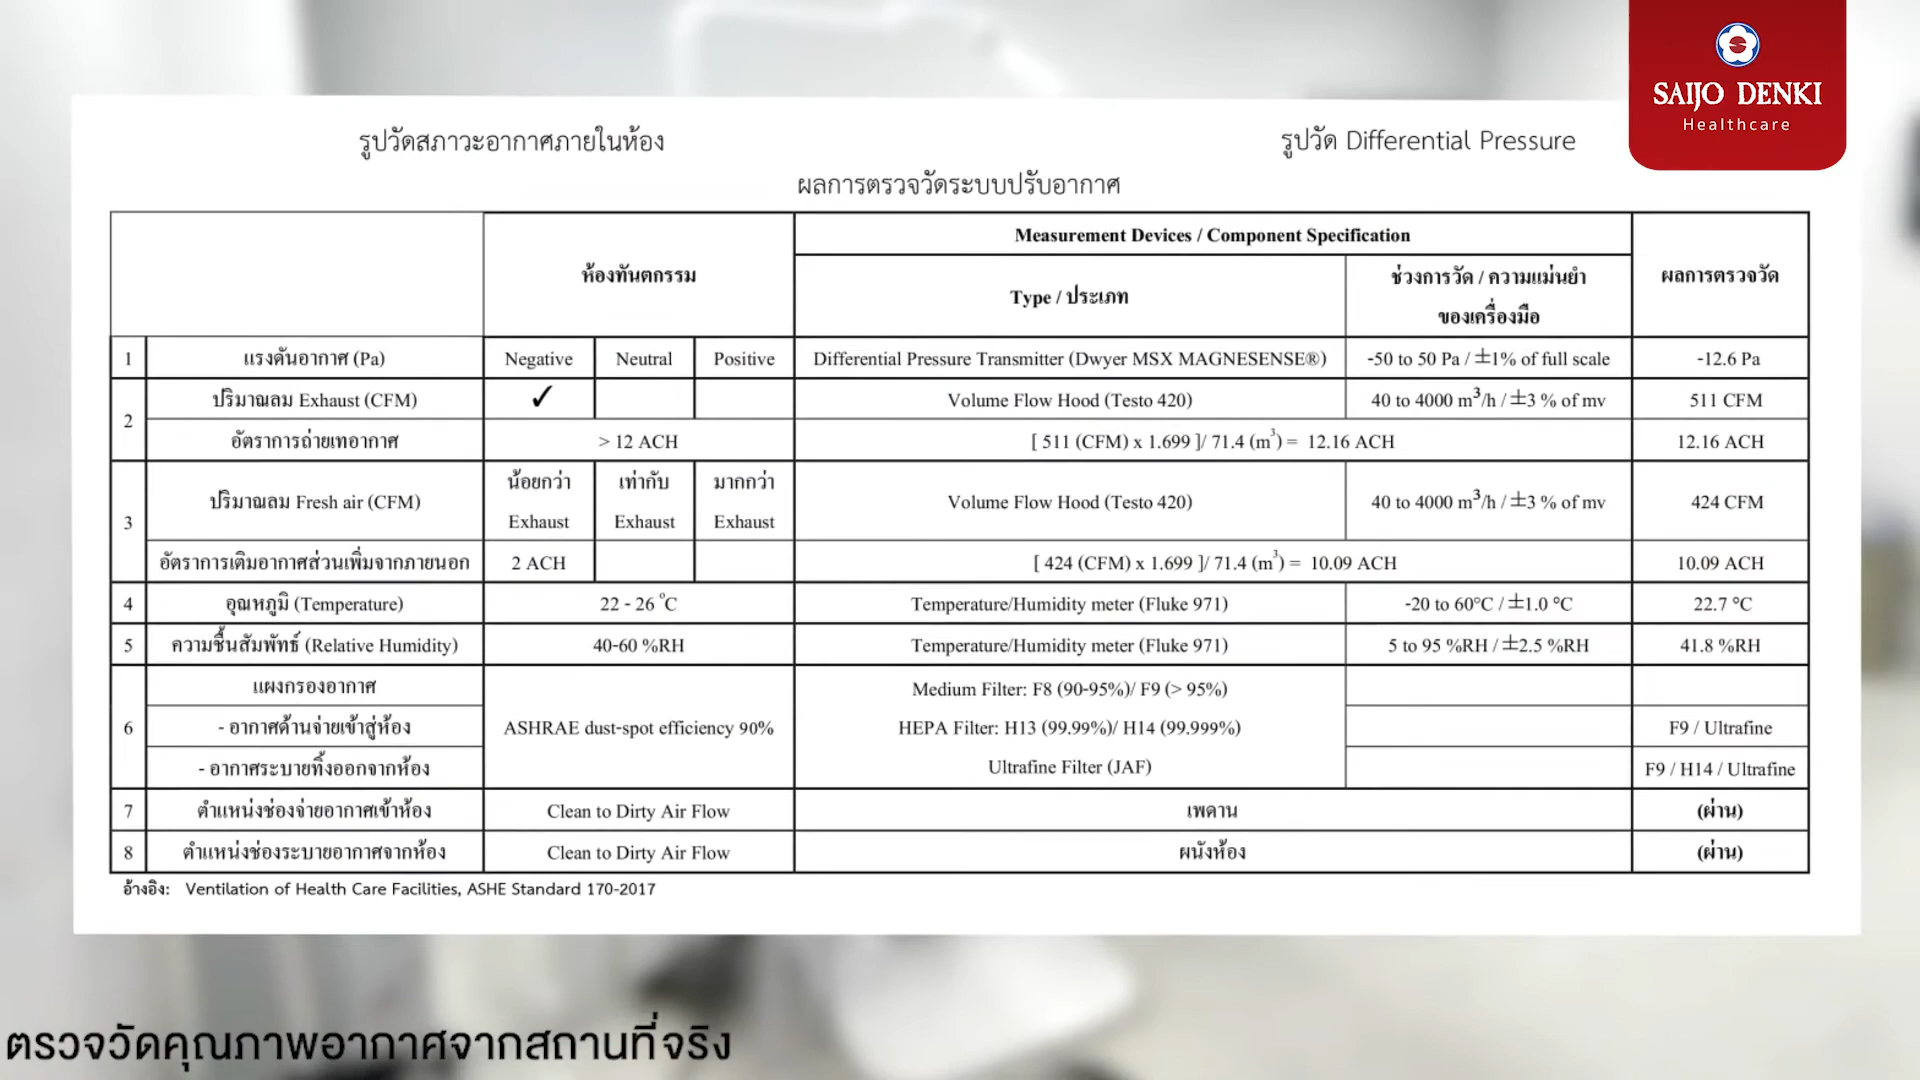 SAIJO DENKI
Healthcare
รูปวัดสภาวะอากาศภายในห้อง
รูปวัด Differential Pressure
ผลการตรวจวัดระบบปรับอากาศ
ห้องทันตกรรม
Measurement Devices / Component Specification
ผลการตรวจวัด
Type / ประเภท
ช่วงการวัด / ความแม่นยำ
ของเครื่องมือ
1 แรงดันอากาศ (Pa) Negative Neutral Positive Differential Pressure Transmitter (Dwyer MSX MAGNESENSE®) -50 to 50 Pa / ±1% of full scale -12.6 Pa
2 ปริมาณลม Exhaust (CFM) ✓ Volume Flow Hood (Testo 420) 40 to 4000 m³/h / ±3 % of mv 511 CFM
อัตราการถ่ายเทอากาศ > 12 ACH [ 511 (CFM) x 1.699 ]/ 71.4 (m³) = 12.16 ACH 12.16 ACH
3 ปริมาณลม Fresh air (CFM) น้อยกว่า Exhaust เท่ากับ Exhaust มากกว่า Exhaust Volume Flow Hood (Testo 420) 40 to 4000 m³/h / ±3 % of mv 424 CFM
อัตราการเติมอากาศส่วนเพิ่มจากภายนอก 2 ACH [ 424 (CFM) x 1.699 ]/ 71.4 (m³) = 10.09 ACH 10.09 ACH
4 อุณหภูมิ (Temperature) 22 - 26 °C Temperature/Humidity meter (Fluke 971) -20 to 60°C / ±1.0 °C 22.7 °C
5 ความชื้นสัมพัทธ์ (Relative Humidity) 40-60 %RH Temperature/Humidity meter (Fluke 971) 5 to 95 %RH / ±2.5 %RH 41.8 %RH
6 แผงกรองอากาศ Medium Filter: F8 (90-95%)/ F9 (> 95%)
- อากาศด้านจ่ายเข้าสู่ห้อง ASHRAE dust-spot efficiency 90% HEPA Filter: H13 (99.99%)/ H14 (99.999%) F9 / Ultrafine
- อากาศระบายทิ้งออกจากห้อง Ultrafine Filter (JAF) F9 / H14 / Ultrafine
7 ตำแหน่งช่องจ่ายอากาศเข้าห้อง Clean to Dirty Air Flow เพดาน (ผ่าน)
8 ตำแหน่งช่องระบายอากาศจากห้อง Clean to Dirty Air Flow ผนังห้อง (ผ่าน)
อ้างอิง: Ventilation of Health Care Facilities, ASHE Standard 170-2017
ตรวจวัดคุณภาพอากาศจากสถานที่จริง